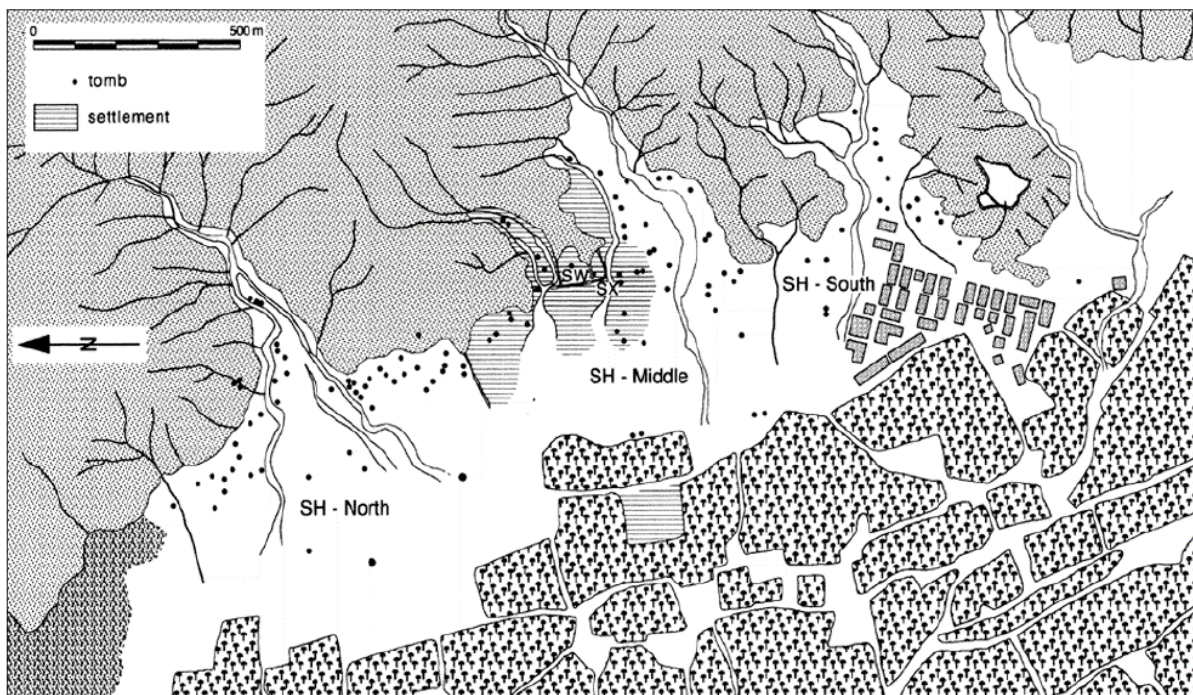 0 500 m
tomb
settlement
SW
SX
SH - South
N
SH - Middle
SH - North